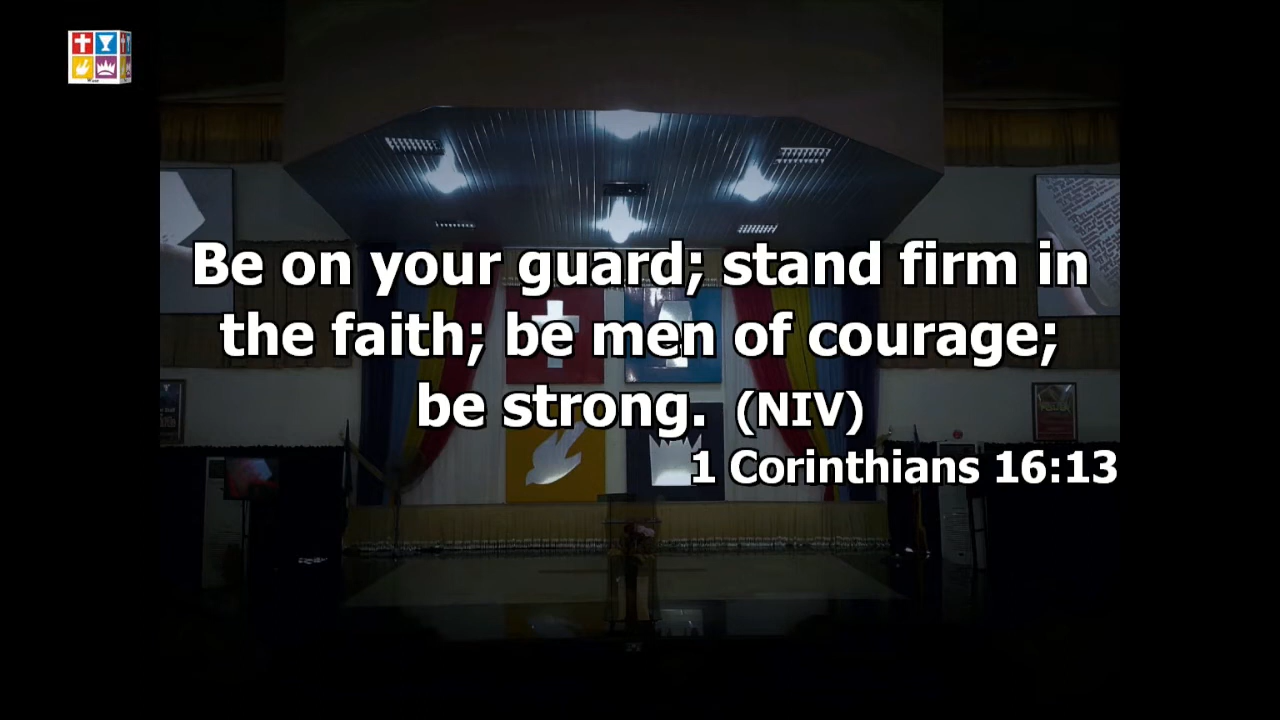 Be on your guard; stand firm in
the faith; be men of courage;
be strong. (NIV)
1 Corinthians 16:13